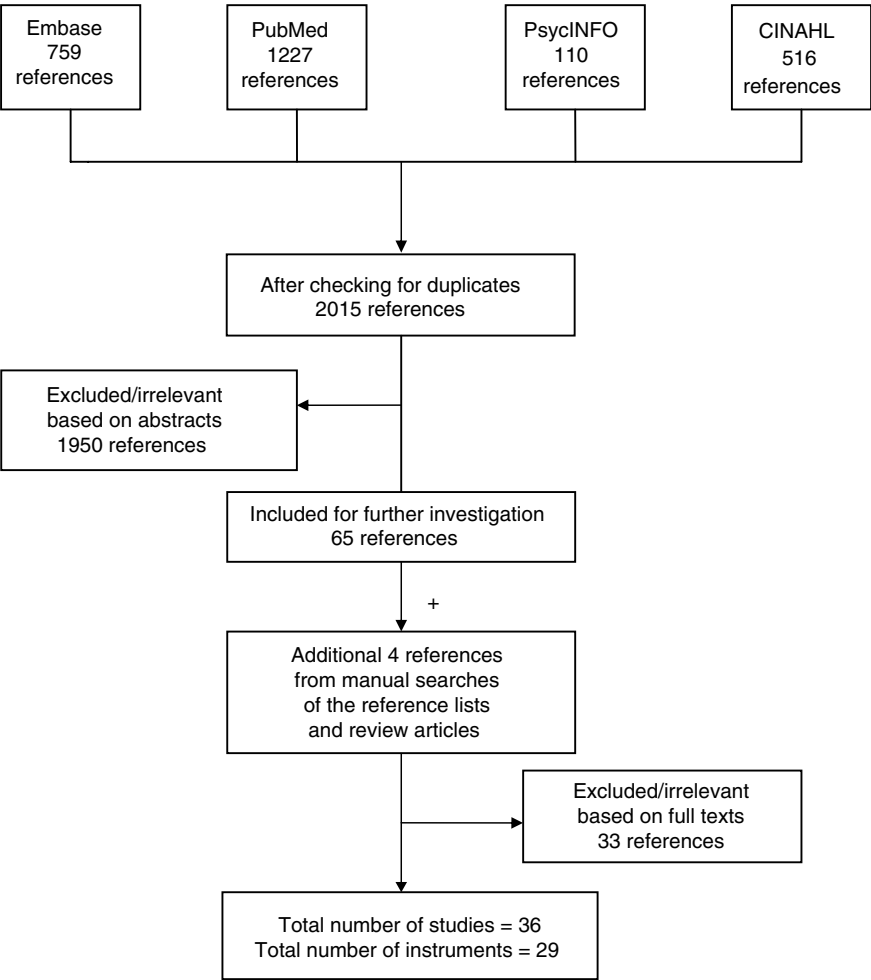 Embase
759
references
PubMed
1227
references
PsycINFO
110
references
CINAHL
516
references
After checking for duplicates
2015 references
Excluded/irrelevant
based on abstracts
1950 references
Included for further investigation
65 references
+
Additional 4 references
from manual searches
of the reference lists
and review articles
Excluded/irrelevant
based on full texts
33 references
Total number of studies = 36
Total number of instruments = 29